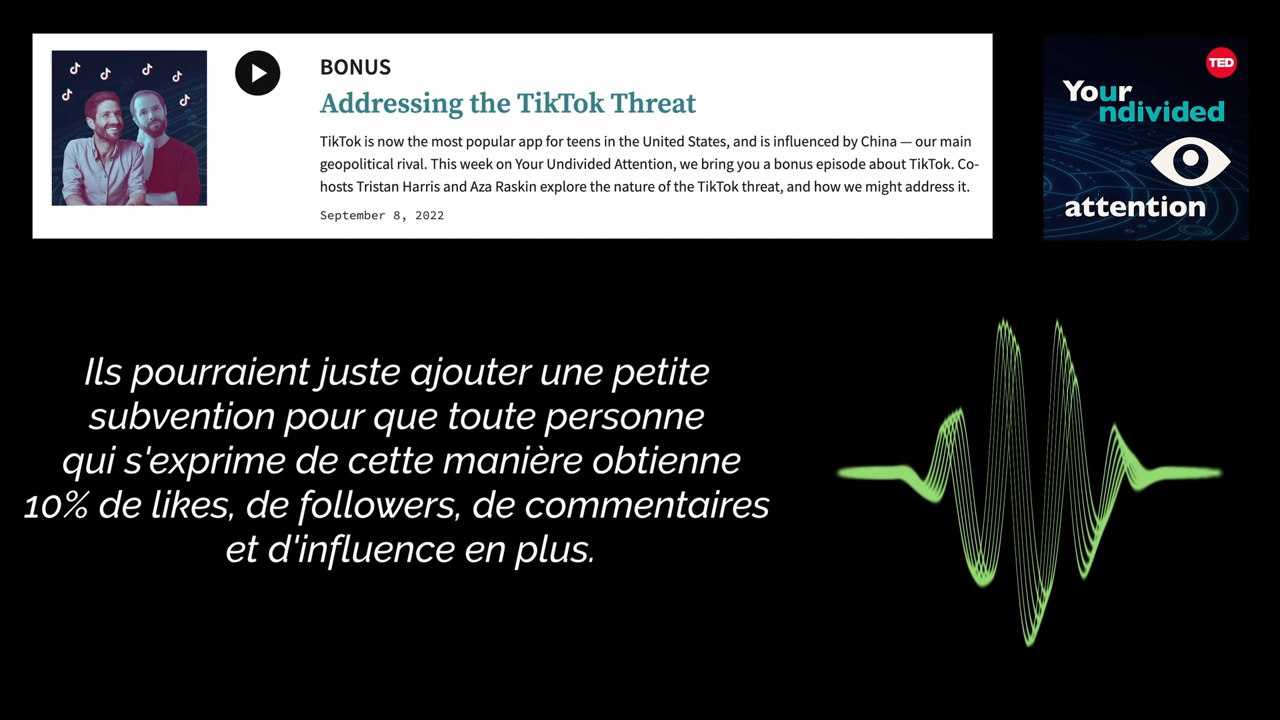 BONUS
Addressing the TikTok Threat
TikTok is now the most popular app for teens in the United States, and is influenced by China — our main
geopolitical rival. This week on Your Undivided Attention, we bring you a bonus episode about TikTok. Co-
hosts Tristan Harris and Aza Raskin explore the nature of the TikTok threat, and how we might address it.
September 8, 2022
TED
Your
ndivided
attention
Ils pourraient juste ajouter une petite
subvention pour que toute personne
qui s'exprime de cette manière obtienne
10% de likes, de followers, de commentaires
et d'influence en plus.